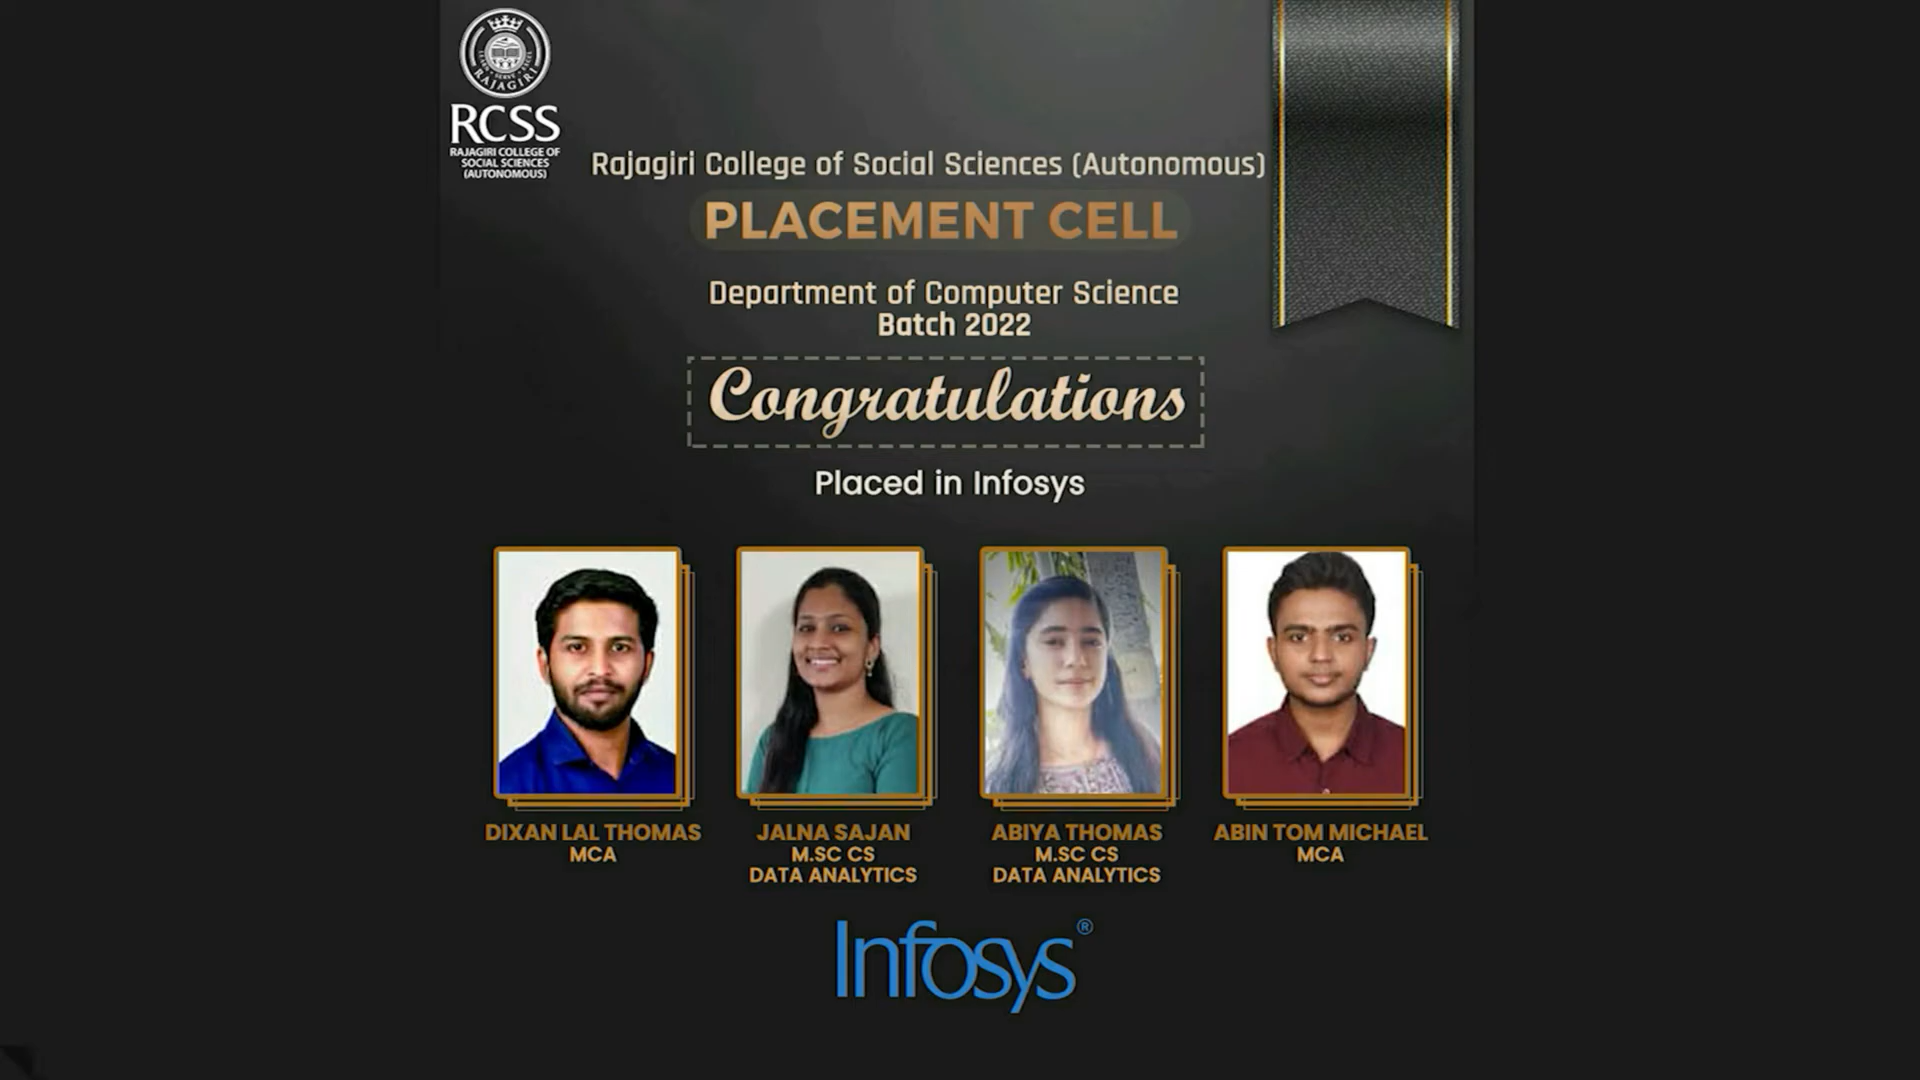 RAJAGIRI
RCSS
RAJAGIRI COLLEGE OF
SOCIAL SCIENCES
(AUTONOMOUS)
Rajagiri College of Social Sciences (Autonomous)
PLACEMENT CELL
Department of Computer Science
Batch 2022
Congratulations
Placed in Infosys
DIXAN LAL THOMAS
MCA
JALNA SAJAN
M.SC CS
DATA ANALYTICS
ABIYA THOMAS
M.SC CS
DATA ANALYTICS
ABIN TOM MICHAEL
MCA
Infosys®